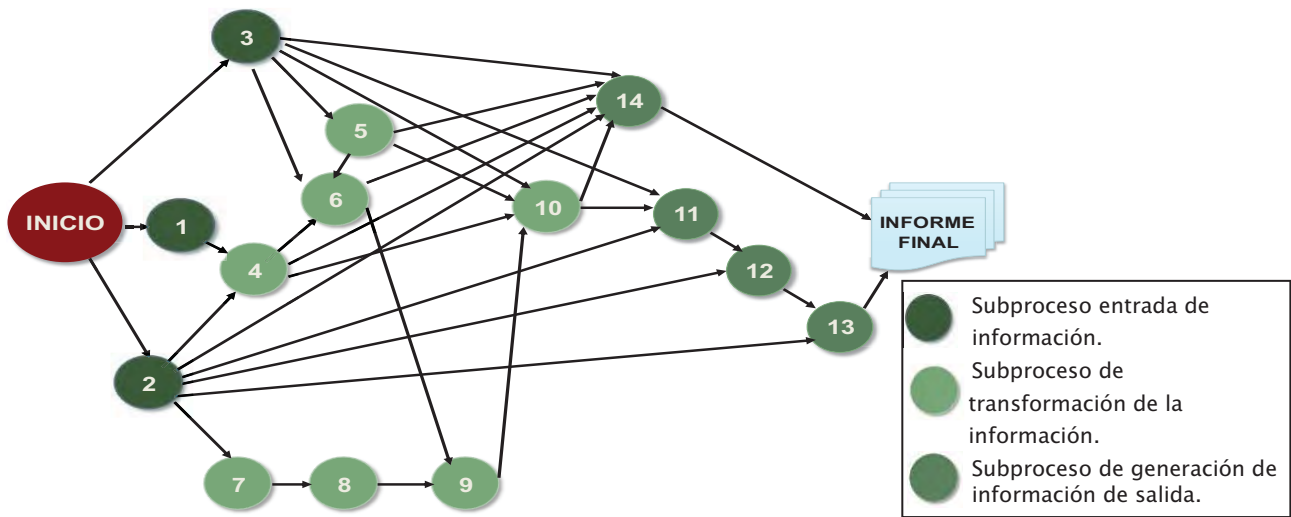 3
14
5
6
INICIO
1
10
11
INFORME
FINAL
4
12
13
2
7
8
9
Subproceso entrada de
información.
Subproceso de
transformación de la
información.
Subproceso de generación de
información de salida.